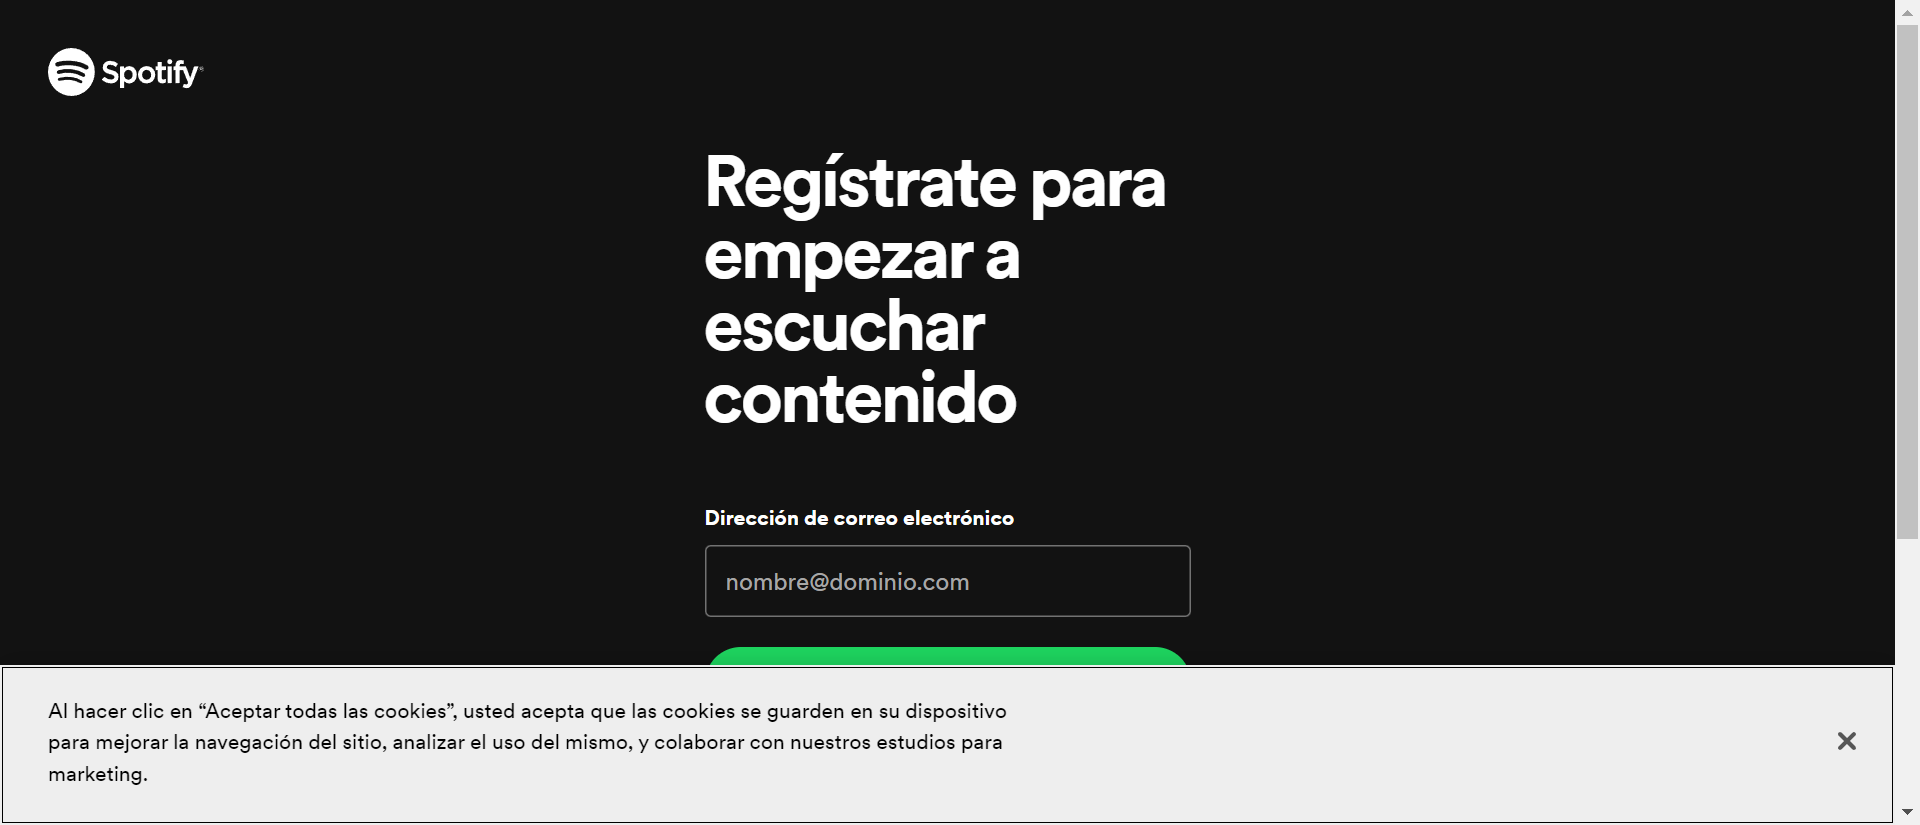 Spotify
Regístrate para
empezar a
escuchar
contenido
Dirección de correo electrónico
nombre@dominio.com
Al hacer clic en “Aceptar todas las cookies”, usted acepta que las cookies se guarden en su dispositivo
para mejorar la navegación del sitio, analizar el uso del mismo, y colaborar con nuestros estudios para
marketing.